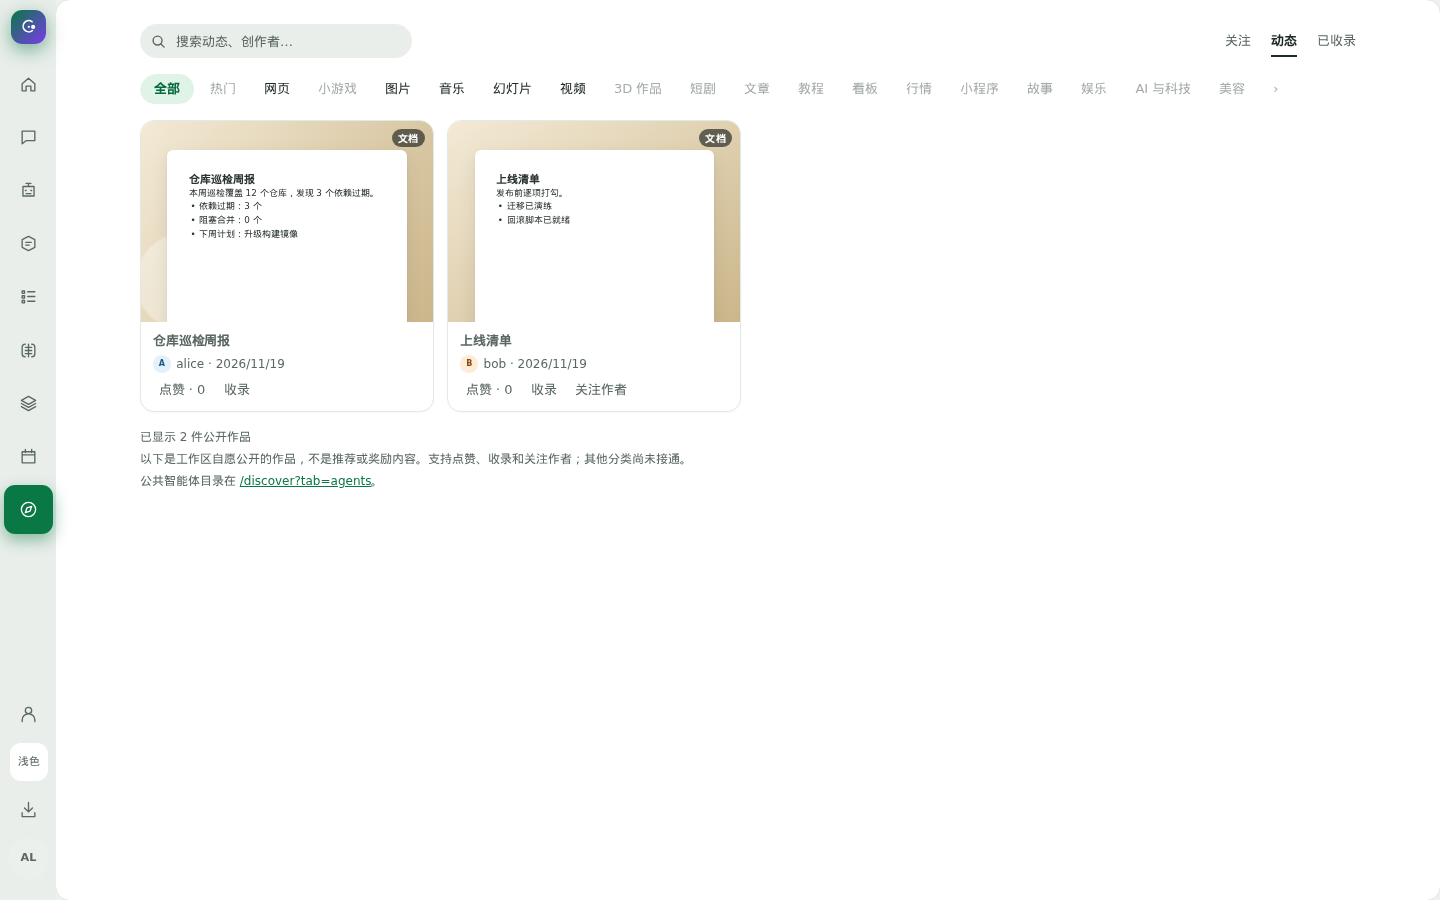 搜索动态、创作者...
关注 动态 已收录
全部 热门 网页 小游戏 图片 音乐 幻灯片 视频 3D 作品 短剧 文章 教程 看板 行情 小程序 故事 娱乐 AI 与科技 美容 ›
文档
仓库巡检周报
本周巡检覆盖 12 个仓库，发现 3 个依赖过期。
• 依赖过期：3 个
• 阻塞合并：0 个
• 下周计划：升级构建镜像
仓库巡检周报
A alice · 2026/11/19
点赞 · 0 收录
文档
上线清单
发布前逐项打勾。
• 迁移已演练
• 回滚脚本已就绪
上线清单
B bob · 2026/11/19
点赞 · 0 收录 关注作者
已显示 2 件公开作品
以下是工作区自愿公开的作品，不是推荐或奖励内容。支持点赞、收录和关注作者；其他分类尚未接通。
公共智能体目录在 /discover?tab=agents。
浅色
AL